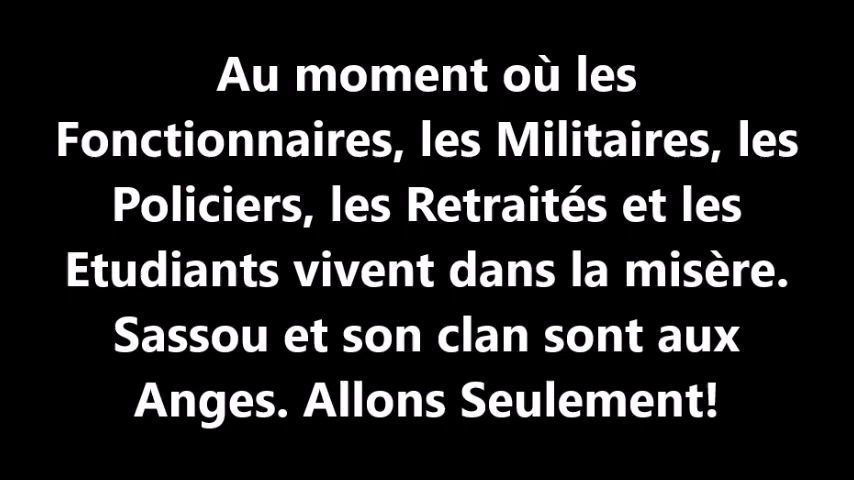 Au moment où les
Fonctionnaires, les Militaires, les
Policiers, les Retraités et les
Etudiants vivent dans la misère.
Sassou et son clan sont aux
Anges. Allons Seulement!